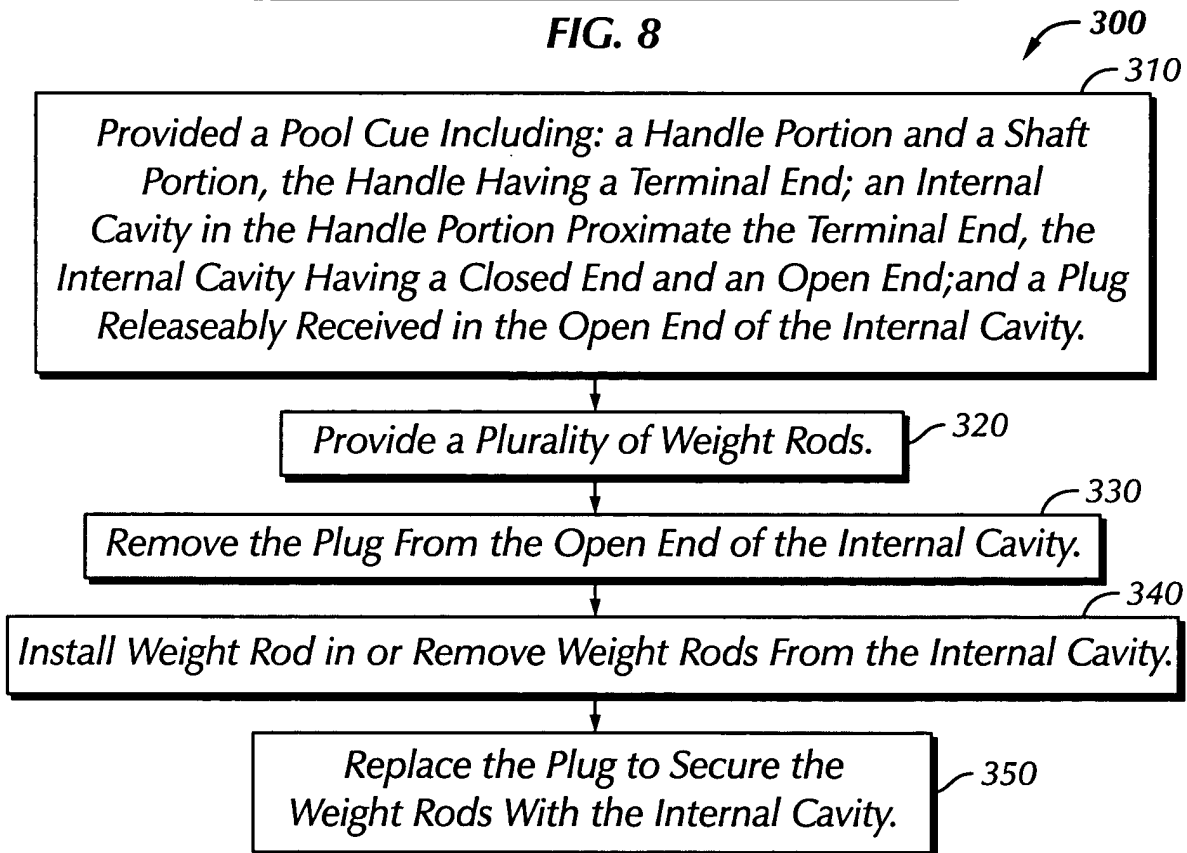 FIG. 8
300
310
Provided a Pool Cue Including: a Handle Portion and a Shaft
Portion, the Handle Having a Terminal End; an Internal
Cavity in the Handle Portion Proximate the Terminal End, the
Internal Cavity Having a Closed End and an Open End;and a Plug
Releaseably Received in the Open End of the Internal Cavity.
Provide a Plurality of Weight Rods.
320
330
Remove the Plug From the Open End of the Internal Cavity.
340
Install Weight Rod in or Remove Weight Rods From the Internal Cavity.
Replace the Plug to Secure the
Weight Rods With the Internal Cavity.
350